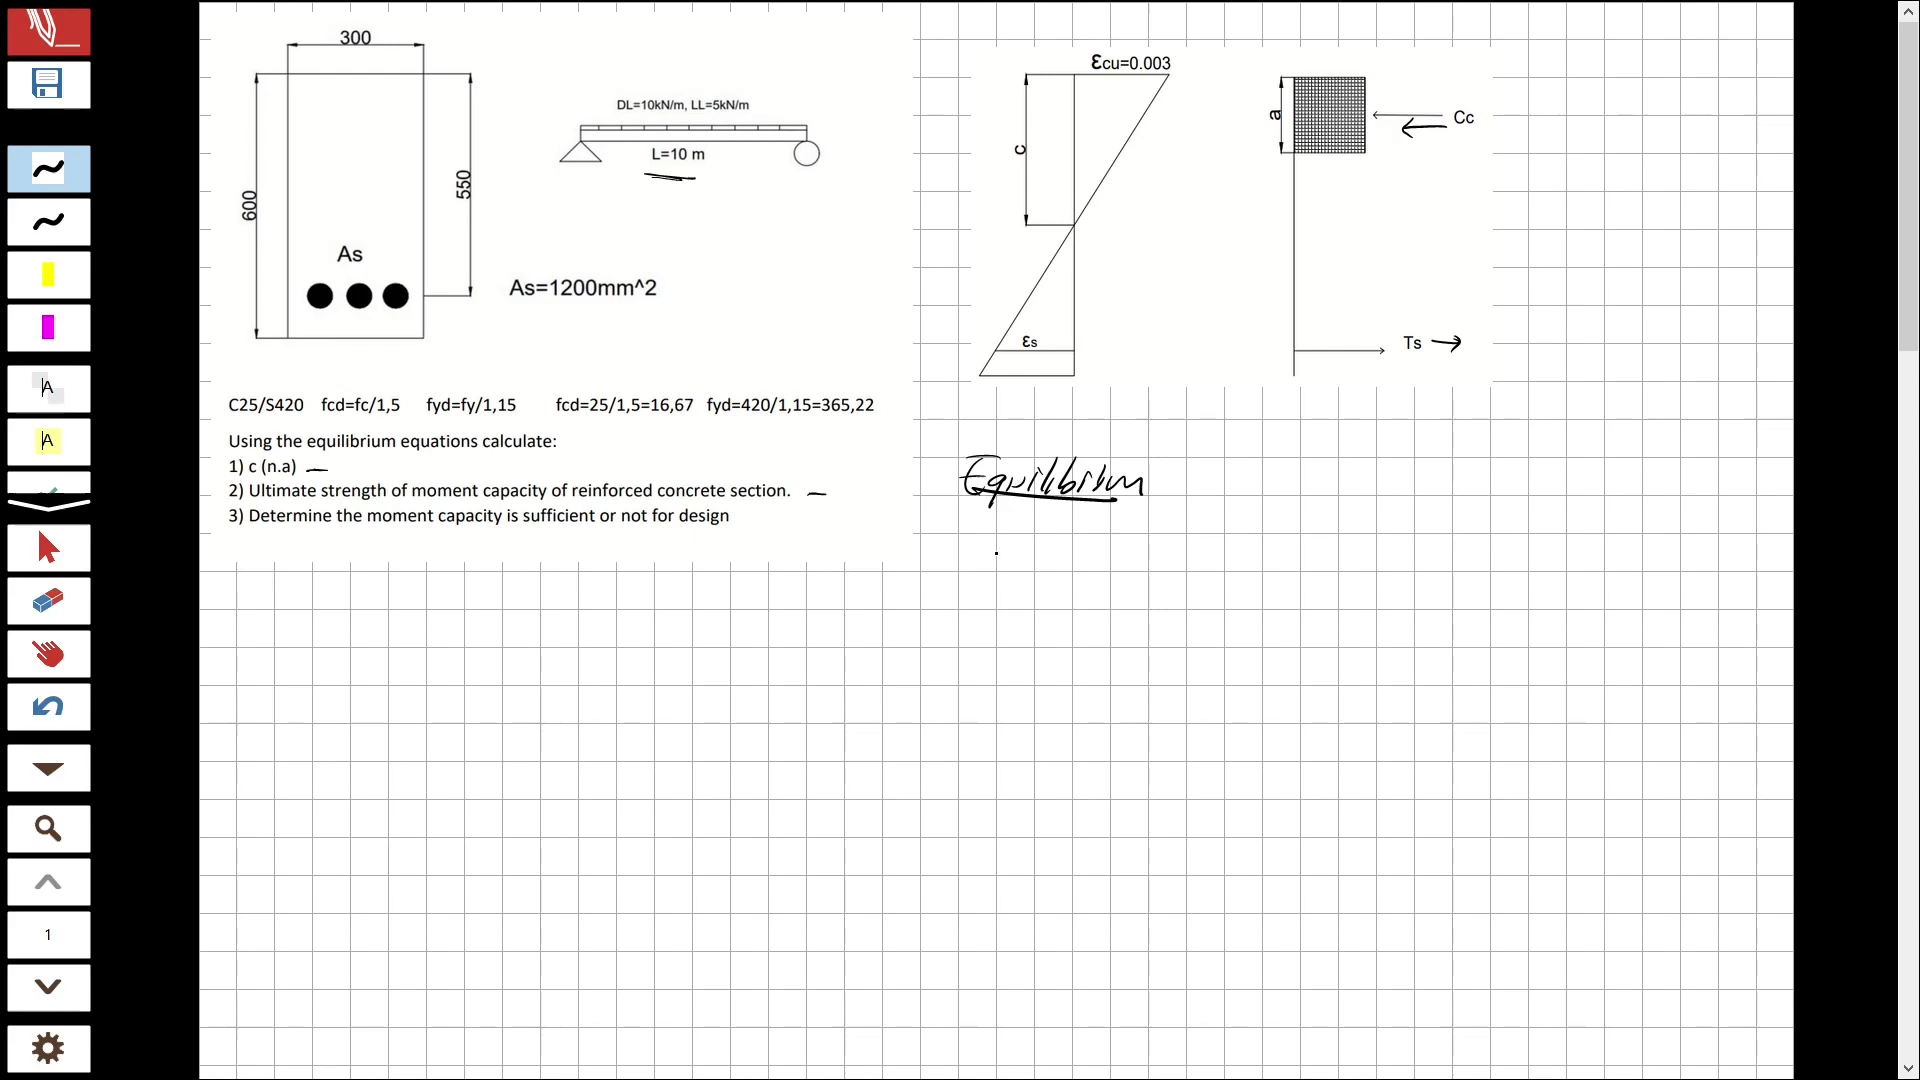 300
600
550
As
As=1200mm^2
DL=10kN/m, LL=5kN/m
L=10 m
C25/S420 fcd=fc/1,5 fyd=fy/1,15 fcd=25/1,5=16,67 fyd=420/1,15=365,22
Using the equilibrium equations calculate:
1) c (n.a)
2) Ultimate strength of moment capacity of reinforced concrete section.
3) Determine the moment capacity is sufficient or not for design
Ɛcu=0.003
c
Ɛs
a
Cc
Ts
Equilibrium
A
A
1